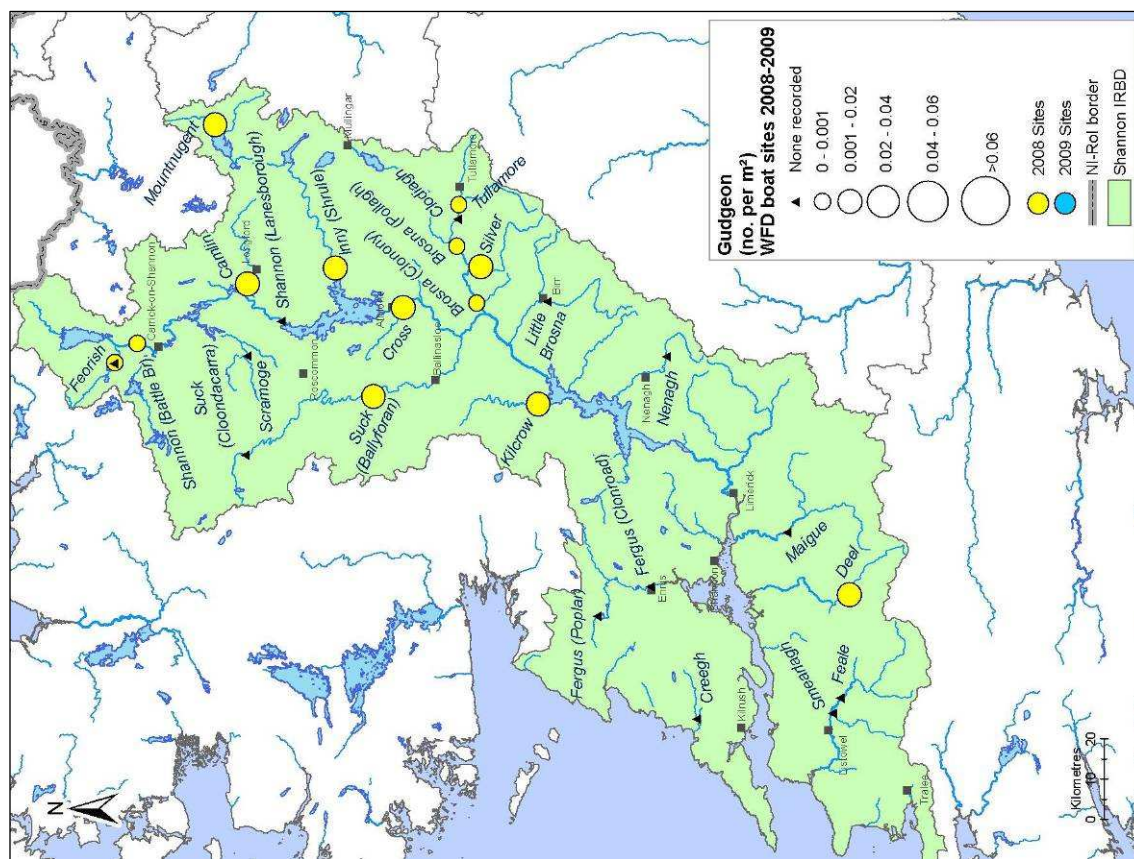 N
Feorish
Carrick-on-Shannon
Shannon (Battle Br)
Mountnugent
Camlin
Longford
Shannon (Lanesborough)
Suck
(Cloondacarra)
Scramoge
Roscommon
Inny (Shrule)
Mullingar
Athlone
Cross
Clodiagh
Tullamore
Tullamore
Brosna (Pollagh)
Brosna (Clonony)
Silver
Suck
(Ballyforan)
Ballinasloe
Little
Brosna
Birr
Kilcrow
Nenagh
Nenagh
Fergus (Clonroad)
Fergus (Poplar)
Ennis
Shannon
Limerick
Maigue
Deel
Creegh
Kilrush
Smearlagh
Feale
Listowel
Tralee
Kilometres
0 10 20
Gudgeon
(no. per m²)
WFD boat sites 2008-2009
None recorded
0 - 0.001
0.001 - 0.02
0.02 - 0.04
0.04 - 0.06
>0.06
2008 Sites
2009 Sites
NI-RoI border
Shannon IRBD